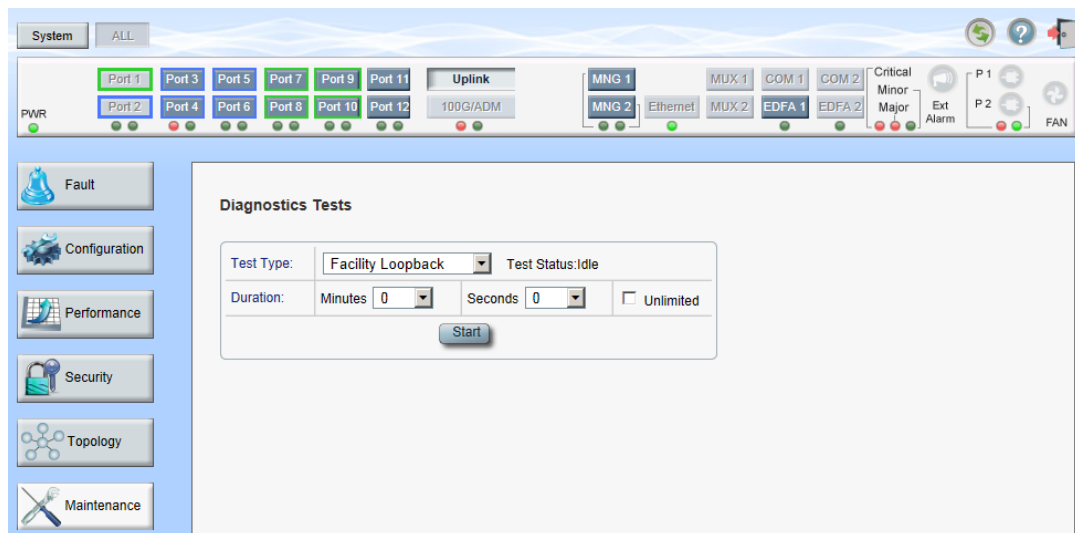 System ALL
Port 1 Port 3 Port 5 Port 7 Port 9 Port 11 Uplink MNG 1 MUX 1 COM 1 COM 2 Critical P 1
Minor
Port 2 Port 4 Port 6 Port 8 Port 10 Port 12 100G/ADM MNG 2 Ethernet MUX 2 EDFA 1 EDFA 2 Major Ext Alarm P 2
PWR FAN
Fault
Configuration
Performance
Security
Topology
Maintenance
Diagnostics Tests
Test Type: Facility Loopback Test Status:Idle
Duration: Minutes 0 Seconds 0 Unlimited
Start